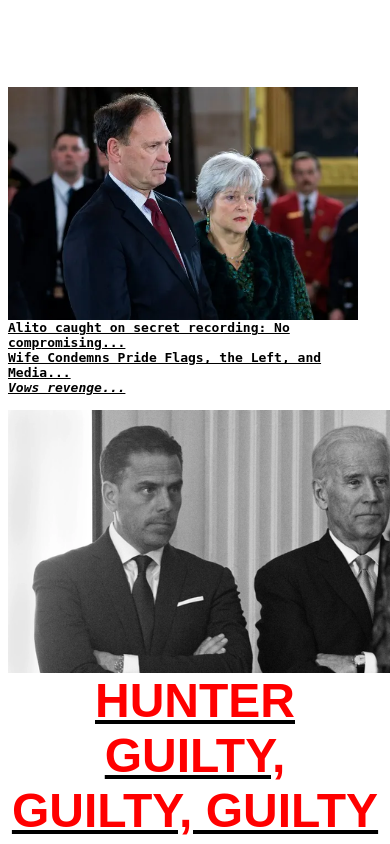 Alito caught on secret recording: No
compromising...
Wife Condemns Pride Flags, the Left, and
Media...
Vows revenge...
HUNTER
GUILTY,
GUILTY, GUILTY